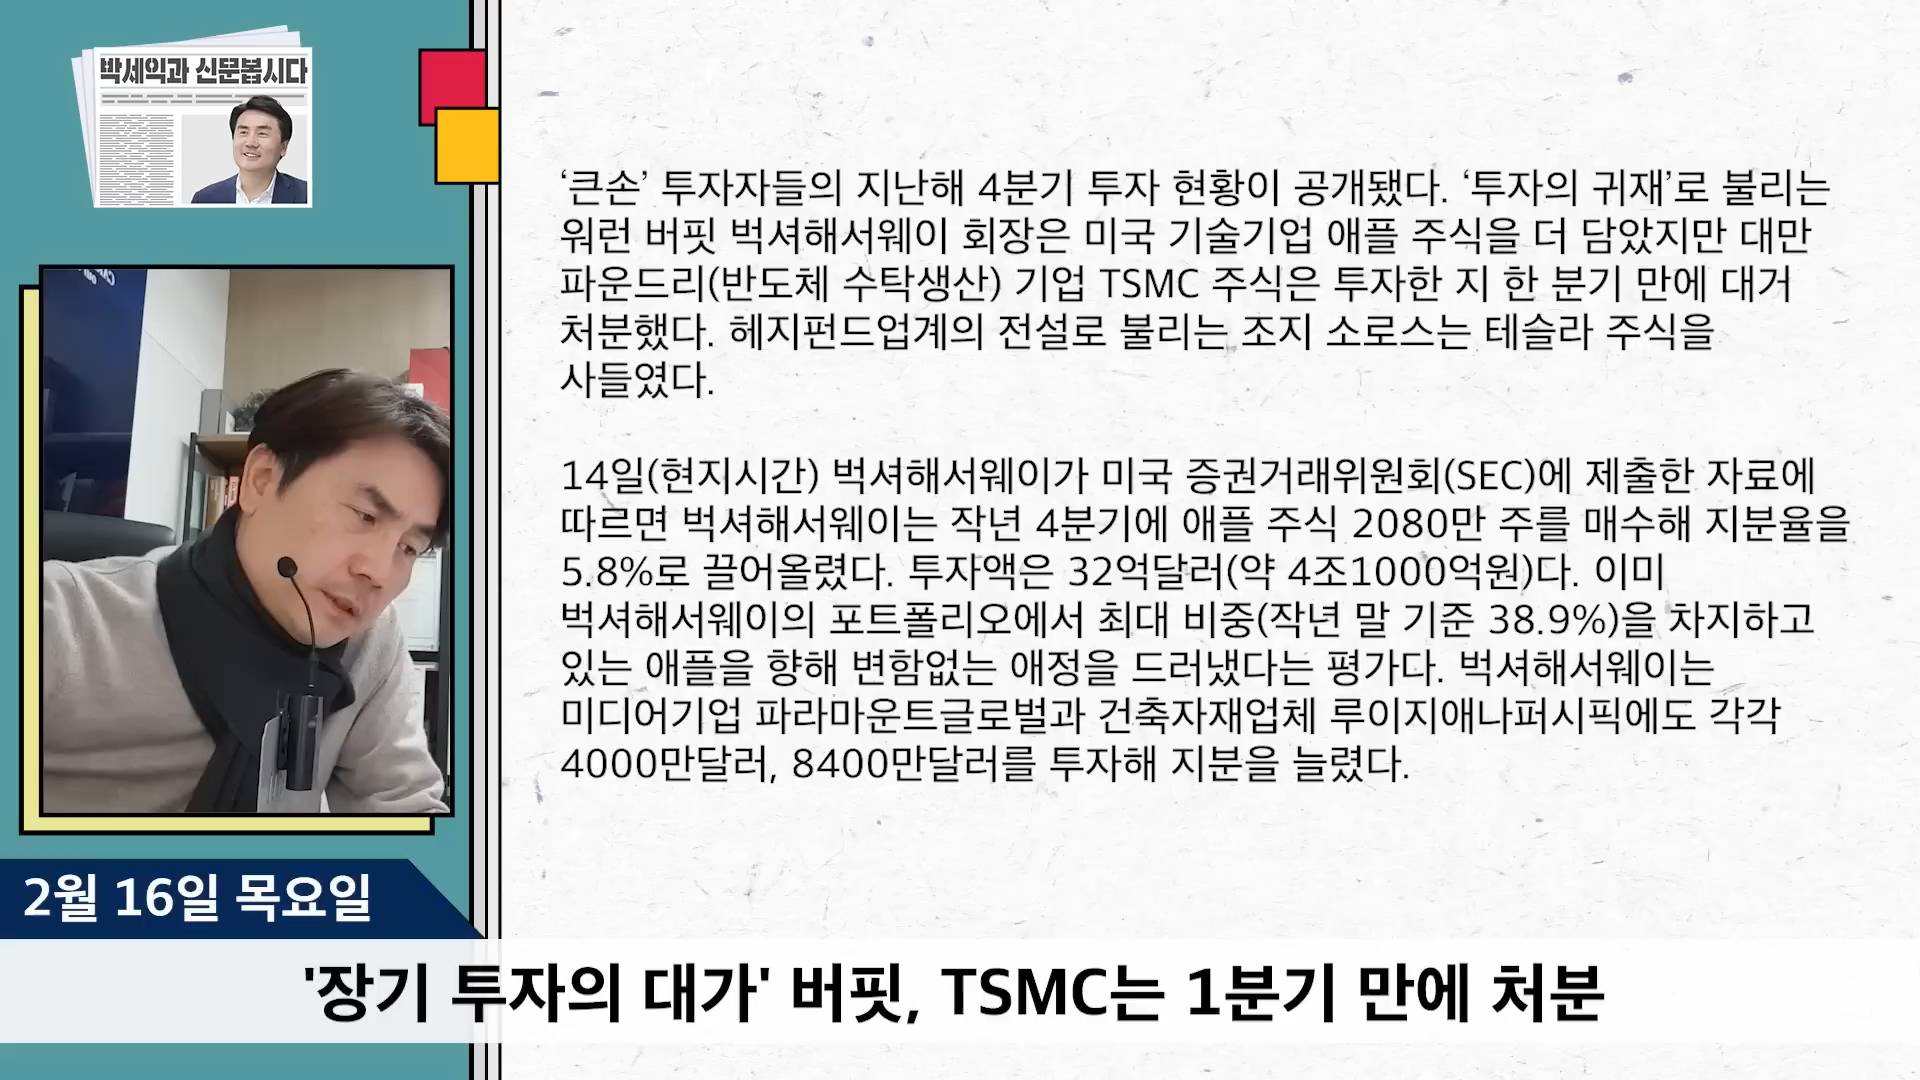 박세익과 신문봅시다
‘큰손’ 투자자들의 지난해 4분기 투자 현황이 공개됐다. ‘투자의 귀재’로 불리는
워런 버핏 벅셔해서웨이 회장은 미국 기술기업 애플 주식을 더 담았지만 대만
파운드리(반도체 수탁생산) 기업 TSMC 주식은 투자한 지 한 분기 만에 대거
처분했다. 헤지펀드업계의 전설로 불리는 조지 소로스는 테슬라 주식을
사들였다.
14일(현지시간) 벅셔해서웨이가 미국 증권거래위원회(SEC)에 제출한 자료에
따르면 벅셔해서웨이는 작년 4분기에 애플 주식 2080만 주를 매수해 지분율을
5.8%로 끌어올렸다. 투자액은 32억달러(약 4조1000억원)다. 이미
벅셔해서웨이의 포트폴리오에서 최대 비중(작년 말 기준 38.9%)을 차지하고
있는 애플을 향해 변함없는 애정을 드러냈다는 평가다. 벅셔해서웨이는
미디어기업 파라마운트글로벌과 건축자재업체 루이지애나퍼시픽에도 각각
4000만달러, 8400만달러를 투자해 지분을 늘렸다.
2월 16일 목요일
'장기 투자의 대가' 버핏, TSMC는 1분기 만에 처분